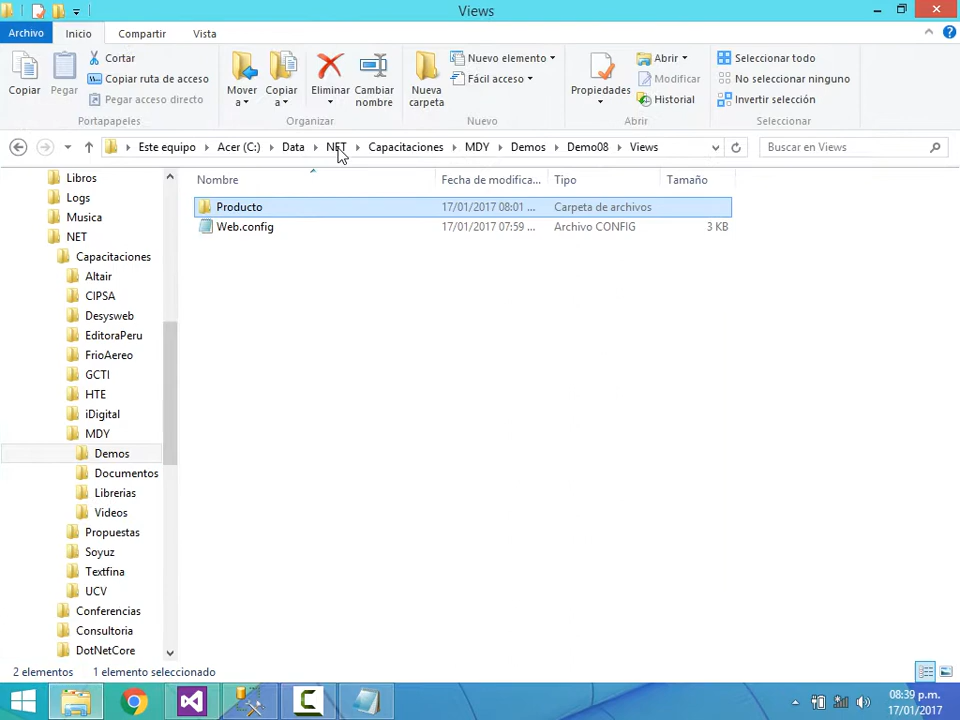 Views
Archivo Inicio Compartir Vista
Copiar Pegar Cortar Copiar ruta de acceso Pegar acceso directo
Portapapeles
Mover a Copiar a Eliminar Cambiar nombre
Organizar
Nueva carpeta Nuevo elemento Fácil acceso
Nuevo
Propiedades Abrir Modificar Historial
Abrir
Seleccionar todo No seleccionar ninguno Invertir selección
Seleccionar
Este equipo Acer (C:) Data NET Capacitaciones MDY Demos Demo08 Views
Buscar en Views
Nombre Fecha de modifica... Tipo Tamaño
Producto 17/01/2017 08:01 ... Carpeta de archivos
Web.config 17/01/2017 07:59 ... Archivo CONFIG 3 KB
Libros
Logs
Musica
NET
Capacitaciones
Altair
CIPSA
Desysweb
EditoraPeru
FrioAereo
GCTI
HTE
iDigital
MDY
Demos
Documentos
Librerias
Videos
Propuestas
Soyuz
Textfina
UCV
Conferencias
Consultoria
DotNetCore
2 elementos 1 elemento seleccionado
08:39 p.m.
17/01/2017